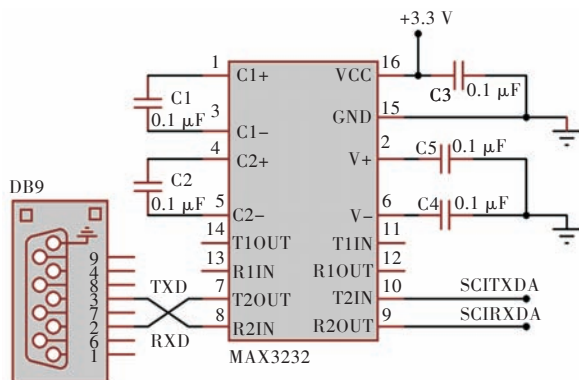 +3.3 V
1 C1+ VCC 16
C1 0.1 μF
C3 0.1 μF
3 C1- GND 15
4 C2+ V+ 2
C2 0.1 μF
C5 0.1 μF
5 C2- V- 6
C4 0.1 μF
14 T1OUT T1IN 11
13 R1IN R1OUT 12
7 T2OUT T2IN 10 SCITXDA
8 R2IN R2OUT 9 SCIRXDA
MAX3232
DB9
9
4
8
3 TXD
7
2 RXD
6
1